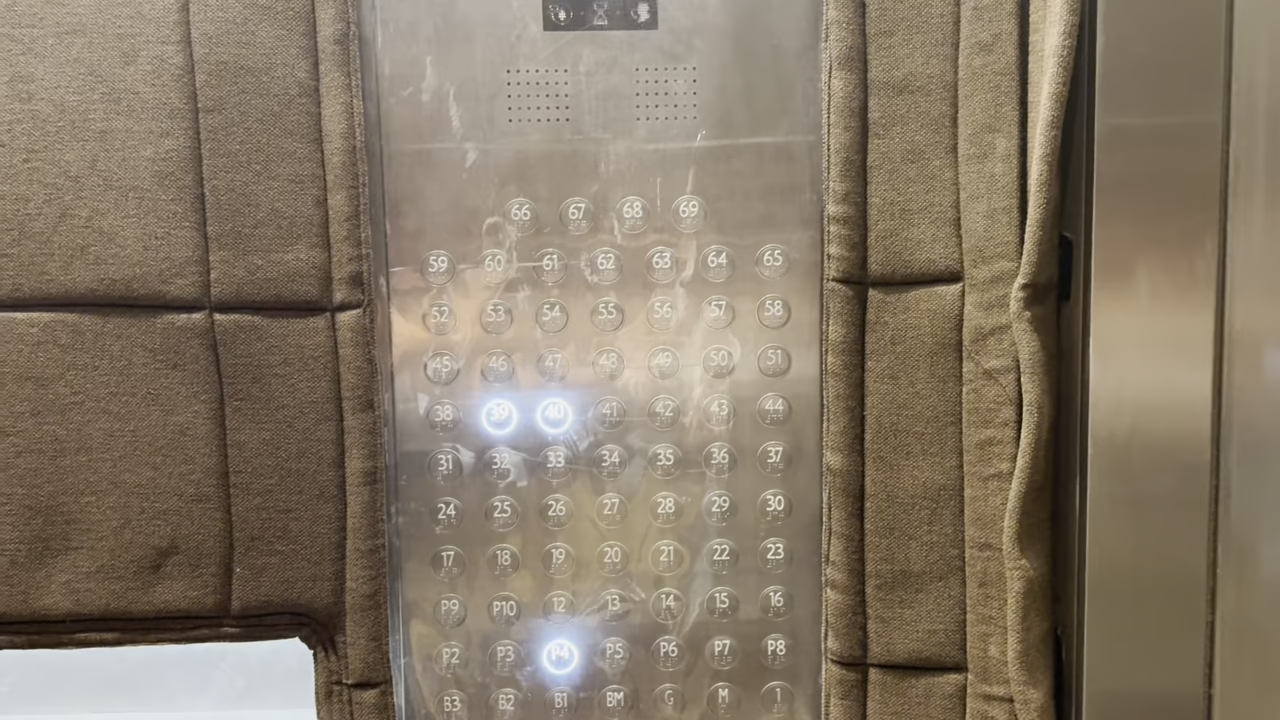 66 67 68 69
59 60 61 62 63 64 65
52 53 54 55 56 57 58
45 46 47 48 49 50 51
38 39 40 41 42 43 44
31 32 33 34 35 36 37
24 25 26 27 28 29 30
17 18 19 20 21 22 23
P9 P10 12 13 14 15 16
P2 P3 P4 P5 P6 P7 P8
B3 B2 B1 BM G M 1